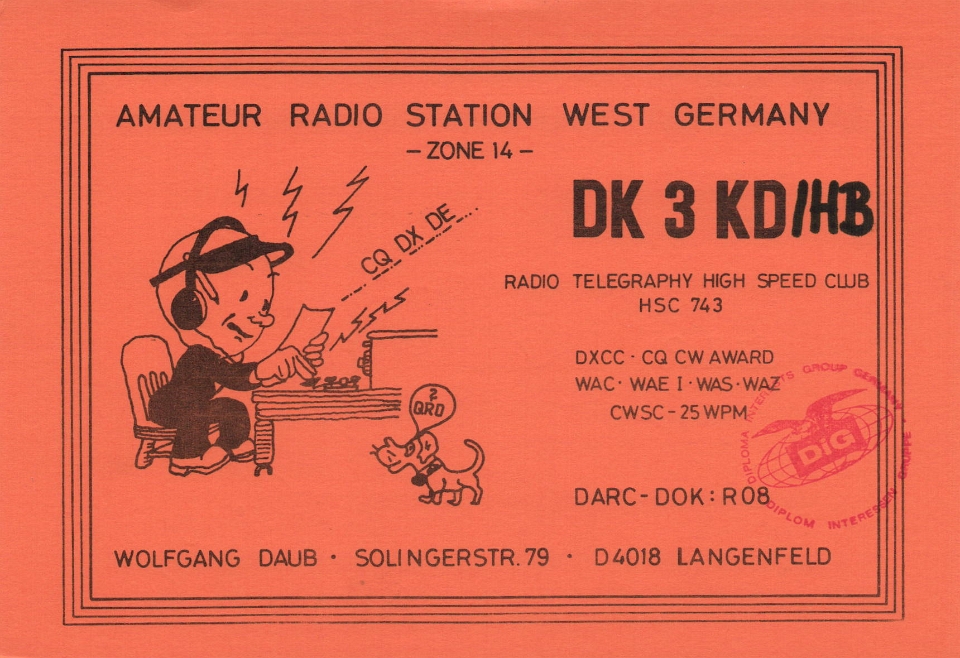 AMATEUR RADIO STATION WEST GERMANY
– ZONE 14 –
DK 3 KD/HB
CQ DX DE
RADIO TELEGRAPHY HIGH SPEED CLUB
HSC 743
DXCC · CQ CW AWARD
WAC · WAE I · WAS · WAZ
CWSC – 25 WPM
?
QRD
DARC – DOK : R08
DIPLOMA INTERESTS GROUP GERMANY
DIG
DIPLOM INTERESSEN GRUPPE
WOLFGANG DAUB · SOLINGERSTR. 79 · D4018 LANGENFELD